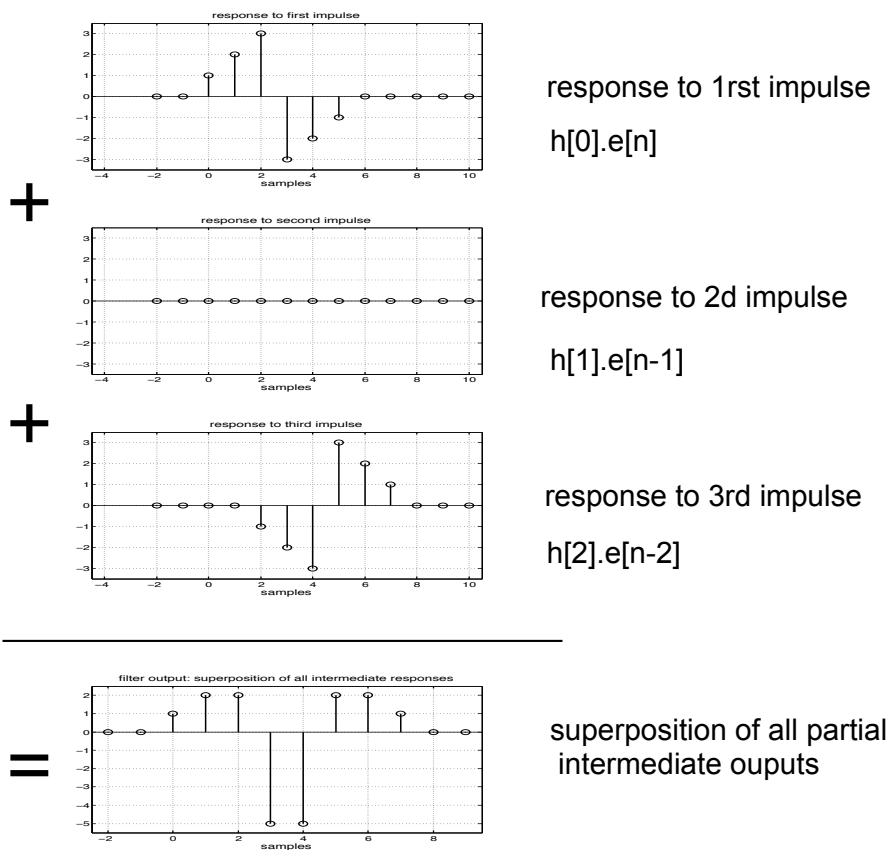 response to first impulse
3
2
1
0
−1
−2
−3
−4 −2 0 2 4 6 8 10
samples
response to 1rst impulse
h[0].e[n]
+
response to second impulse
3
2
1
0
−1
−2
−3
−4 −2 0 2 4 6 8 10
samples
response to 2d impulse
h[1].e[n-1]
+
response to third impulse
3
2
1
0
−1
−2
−3
−4 −2 0 2 4 6 8 10
samples
response to 3rd impulse
h[2].e[n-2]
=
filter output: superposition of all intermediate responses
2
1
0
−1
−2
−3
−4
−5
−2 0 2 4 6 8
samples
superposition of all partial
intermediate ouputs